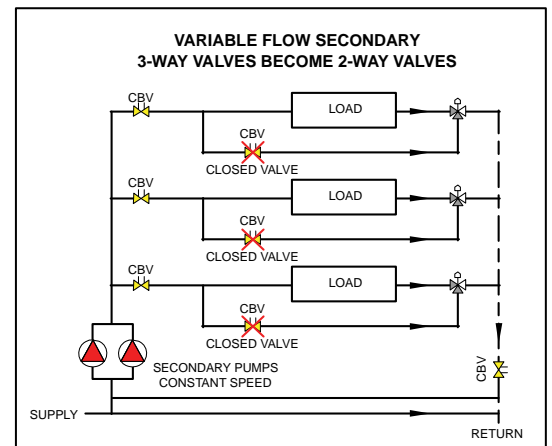 VARIABLE FLOW SECONDARY
3-WAY VALVES BECOME 2-WAY VALVES
CBV
LOAD
CBV
CLOSED VALVE
CBV
LOAD
CBV
CLOSED VALVE
CBV
LOAD
CBV
CLOSED VALVE
SECONDARY PUMPS
CONSTANT SPEED
CBV
SUPPLY
RETURN